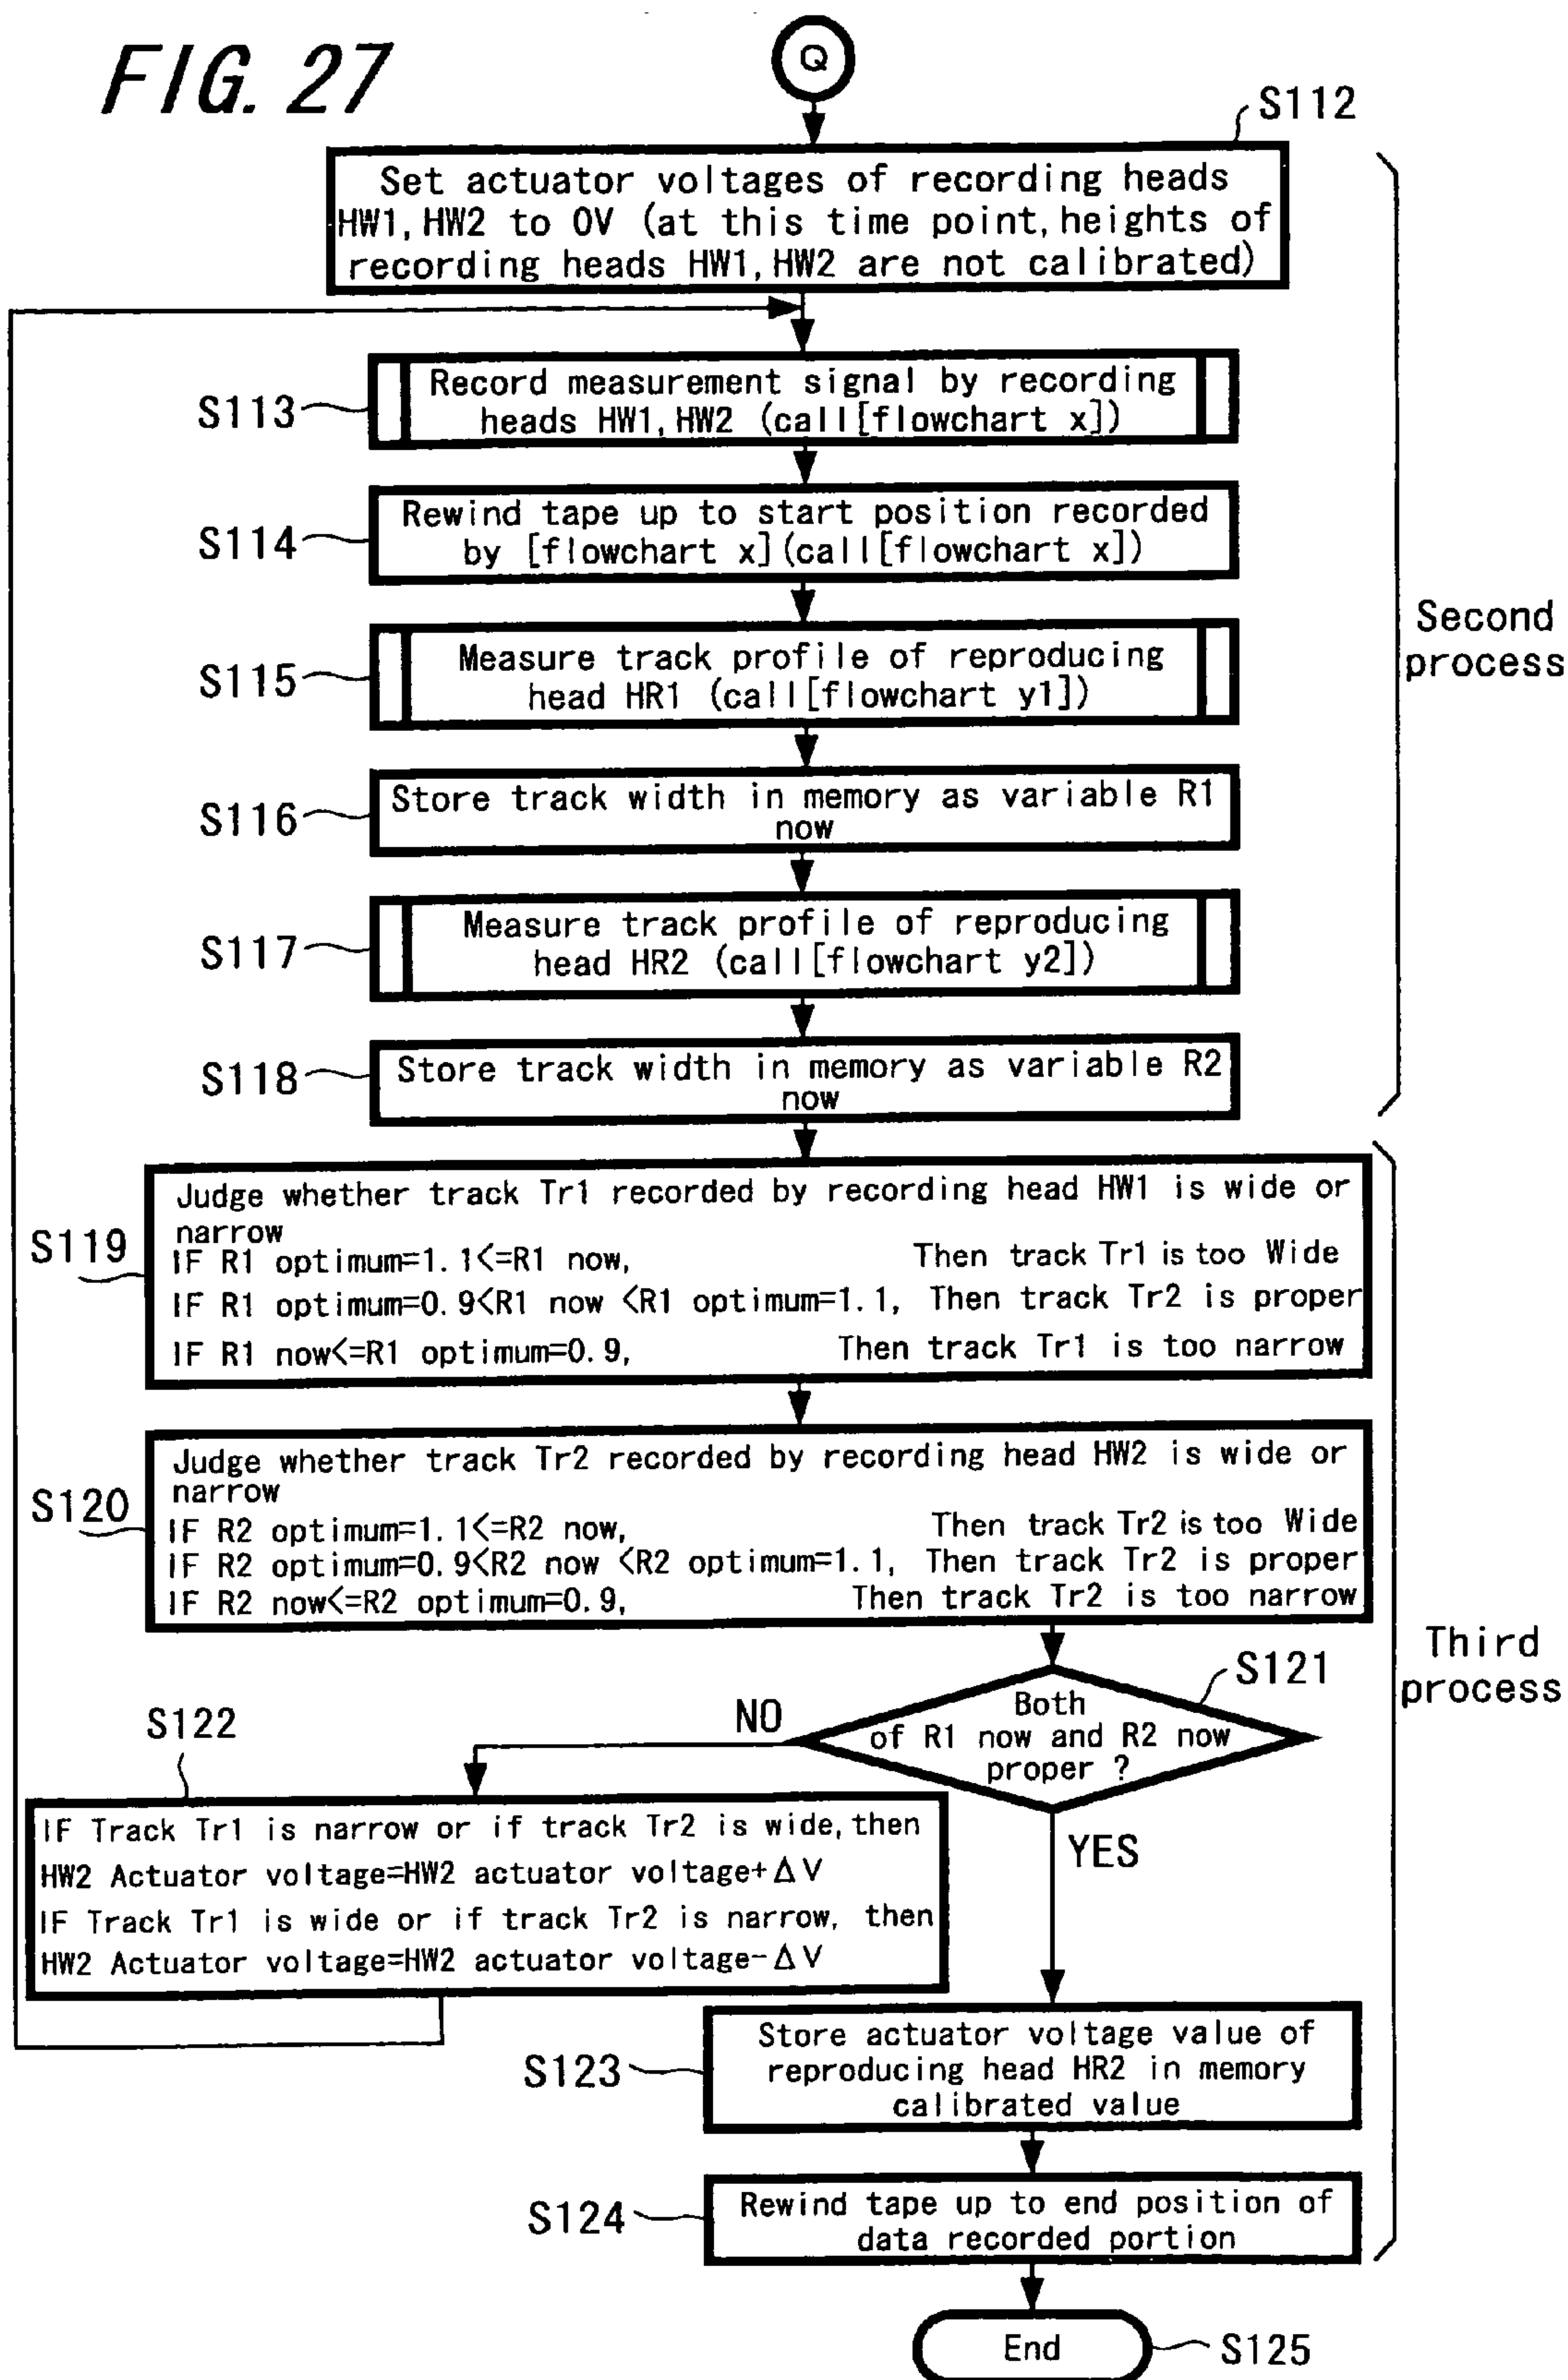 FIG. 27
Q
S112
Set actuator voltages of recording heads
HW1, HW2 to 0V (at this time point, heights of
recording heads HW1, HW2 are not calibrated)
S113
Record measurement signal by recording
heads HW1, HW2 (call[flowchart x])
S114
Rewind tape up to start position recorded
by [flowchart x](call[flowchart x])
S115
Measure track profile of reproducing
head HR1 (call[flowchart y1])
S116
Store track width in memory as variable R1
now
S117
Measure track profile of reproducing
head HR2 (call[flowchart y2])
S118
Store track width in memory as variable R2
now
Second
process
S119
Judge whether track Tr1 recorded by recording head HW1 is wide or
narrow
IF R1 optimum=1.1<=R1 now, Then track Tr1 is too Wide
IF R1 optimum=0.9<R1 now <R1 optimum=1.1, Then track Tr2 is proper
IF R1 now<=R1 optimum=0.9, Then track Tr1 is too narrow
S120
Judge whether track Tr2 recorded by recording head HW2 is wide or
narrow
IF R2 optimum=1.1<=R2 now, Then track Tr2 is too Wide
IF R2 optimum=0.9<R2 now <R2 optimum=1.1, Then track Tr2 is proper
IF R2 now<=R2 optimum=0.9, Then track Tr2 is too narrow
S121
Both
of R1 now and R2 now
proper ?
NO
YES
S122
IF Track Tr1 is narrow or if track Tr2 is wide, then
HW2 Actuator voltage=HW2 actuator voltage+ΔV
IF Track Tr1 is wide or if track Tr2 is narrow, then
HW2 Actuator voltage=HW2 actuator voltage-ΔV
Third
process
S123
Store actuator voltage value of
reproducing head HR2 in memory
calibrated value
S124
Rewind tape up to end position of
data recorded portion
End
S125